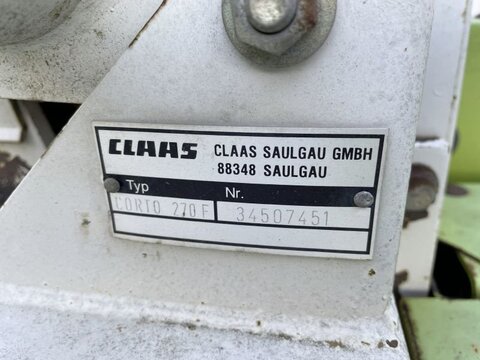 CLAAS CLAAS SAULGAU GMBH
88348 SAULGAU
Typ Nr.
CORTO 270 F 34507451